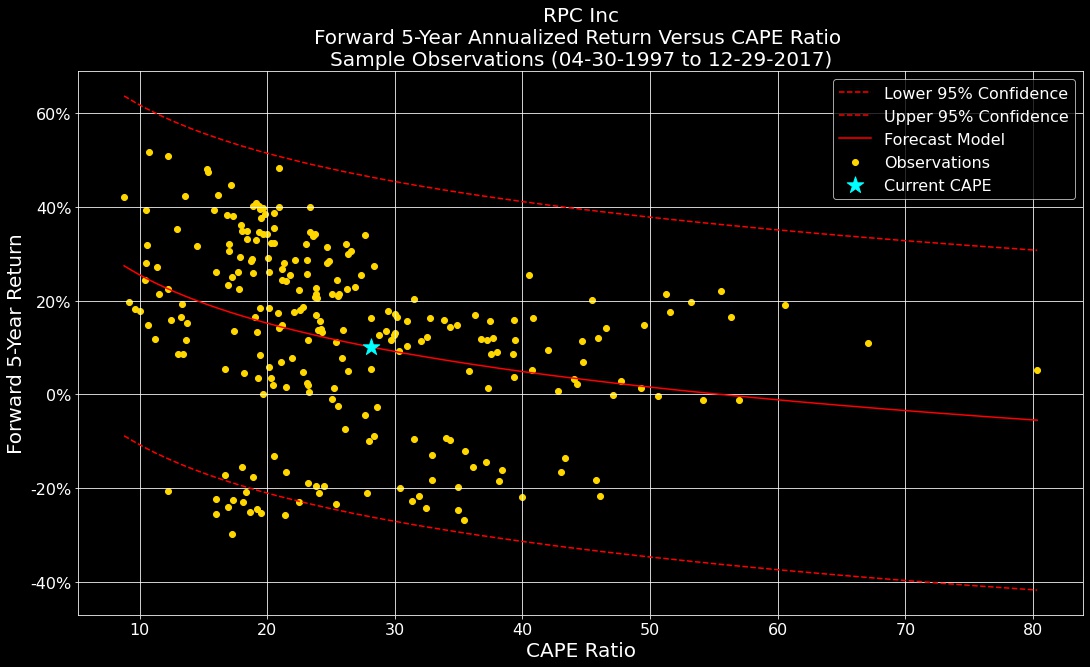 RPC Inc
Forward 5-Year Annualized Return Versus CAPE Ratio
Sample Observations (04-30-1997 to 12-29-2017)
Lower 95% Confidence
Upper 95% Confidence
Forecast Model
Observations
Current CAPE
Forward 5-Year Return
60%
40%
20%
0%
-20%
-40%
10 20 30 40 50 60 70 80
CAPE Ratio